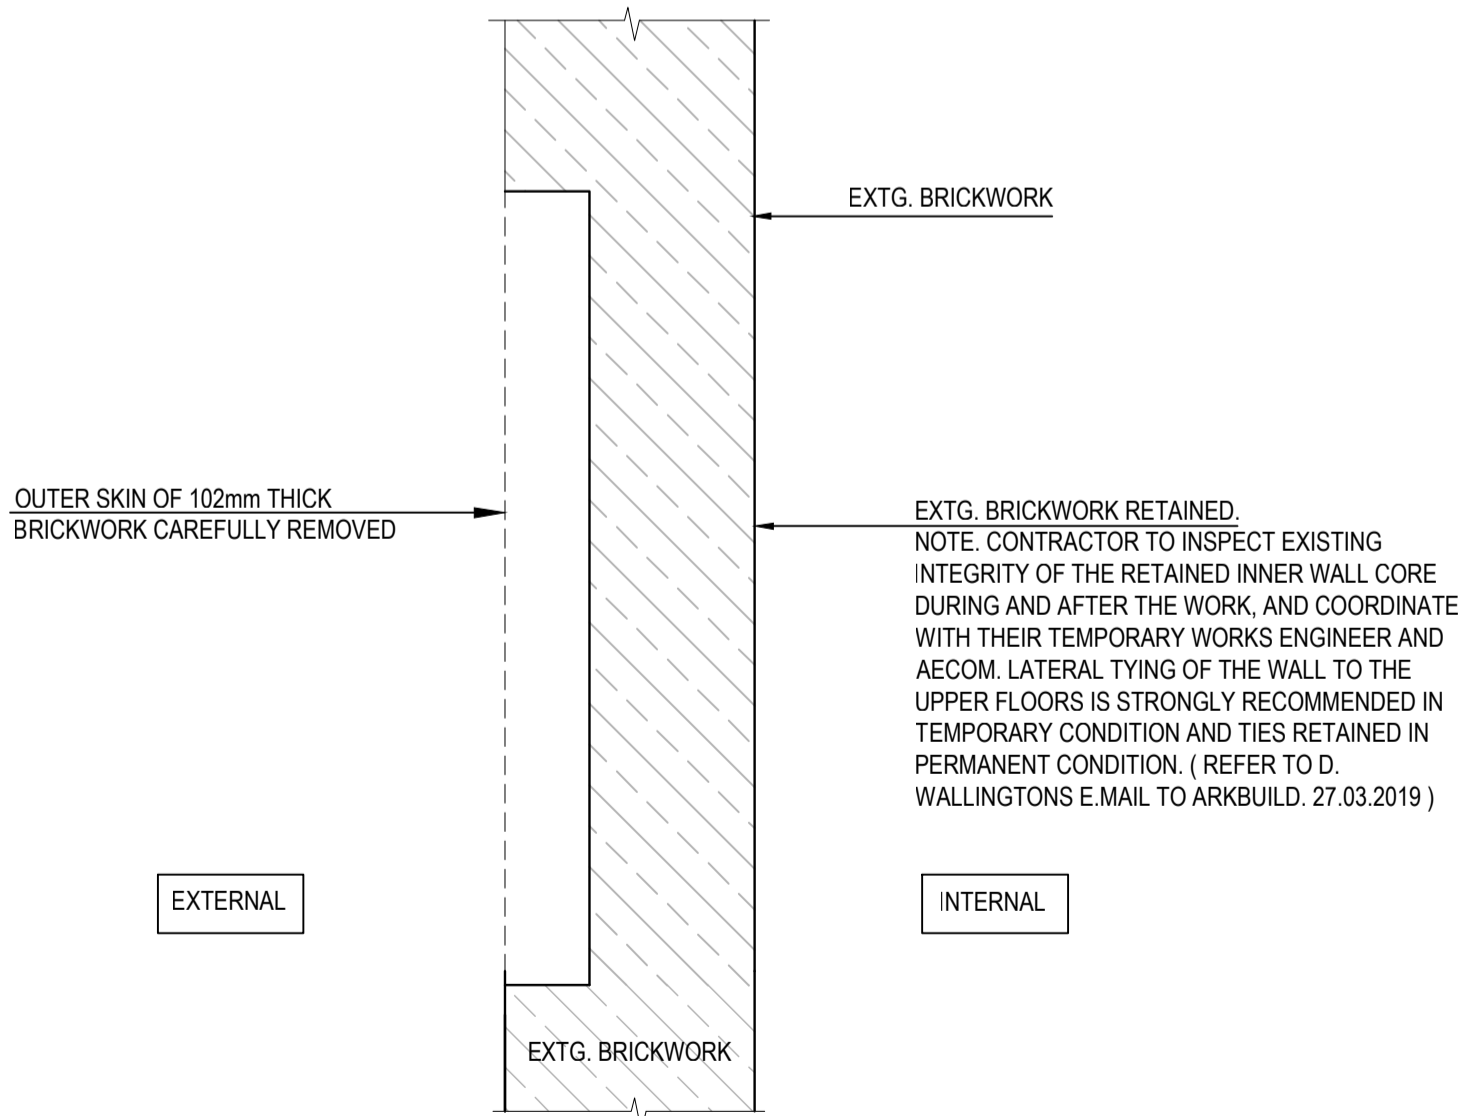 EXTG. BRICKWORK
OUTER SKIN OF 102mm THICK
BRICKWORK CAREFULLY REMOVED
EXTG. BRICKWORK RETAINED.
NOTE. CONTRACTOR TO INSPECT EXISTING
INTEGRITY OF THE RETAINED INNER WALL CORE
DURING AND AFTER THE WORK, AND COORDINATE
WITH THEIR TEMPORARY WORKS ENGINEER AND
AECOM. LATERAL TYING OF THE WALL TO THE
UPPER FLOORS IS STRONGLY RECOMMENDED IN
TEMPORARY CONDITION AND TIES RETAINED IN
PERMANENT CONDITION. ( REFER TO D.
WALLINGTONS E.MAIL TO ARKBUILD. 27.03.2019 )
EXTERNAL
INTERNAL
EXTG. BRICKWORK